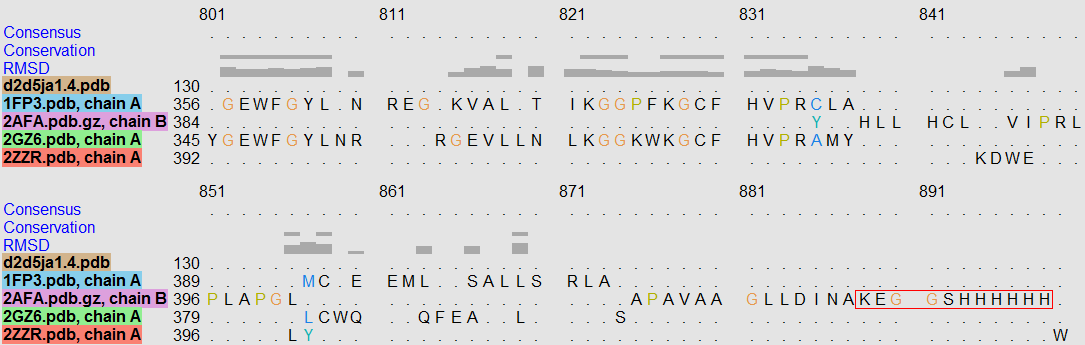 801 811 821 831 841
Consensus . . . . . . . . . . . . . . . . . . . . . . . . . . . . . . . . . . . . . . . . . . . . . . . . . .
Conservation
RMSD
d2d5ja1.4.pdb 130 . . . . . . . . . . . . . . . . . . . . . . . . . . . . . . . . . . . . . . . . . . . . . . . . . .
1FP3.pdb, chain A 356 . G E W F G Y L . N R E G . K V A L . T I K G G P F K G C F H V P R C L A . . . . . . . . . . . . .
2AFA.pdb.gz, chain B 384 . . . . . . . . . . . . . . . . . . . . . . . . . . . . . . . . . . Y . . H L L H C L . . V I P R L
2GZ6.pdb, chain A 345 Y G E W F G Y L N R . . . R G E V L L N L K G G K W K G C F H V P R A M Y . . . . . . . . . . . . .
2ZZR.pdb, chain A 392 . . . . . . . . . . . . . . . . . . . . . . . . . . . . . . . . . . . . . . . . . . . K D W E . . .
851 861 871 881 891
Consensus . . . . . . . . . . . . . . . . . . . . . . . . . . . . . . . . . . . . . . . . . . . . . . . . .
Conservation
RMSD
d2d5ja1.4.pdb 130 . . . . . . . . . . . . . . . . . . . . . . . . . . . . . . . . . . . . . . . . . . . . . . . . .
1FP3.pdb, chain A 389 . . . . . . M C . E E M L . . S A L L S R L A . . . . . . . . . . . . . . . . . . . . . . . . . .
2AFA.pdb.gz, chain B 396 P L A P G L . . . . . . . . . . . . . . . . . . A P A V A A G L L D I N A K E G G S H H H H H H .
2GZ6.pdb, chain A 379 . . . . . . L C W Q . . Q F E A . . L . . . . S . . . . . . . . . . . . . . . . . . . . . . . . .
2ZZR.pdb, chain A 396 . . . . . L Y . . . . . . . . . . . . . . . . . . . . . . . . . . . . . . . . . . . . . . . . . W